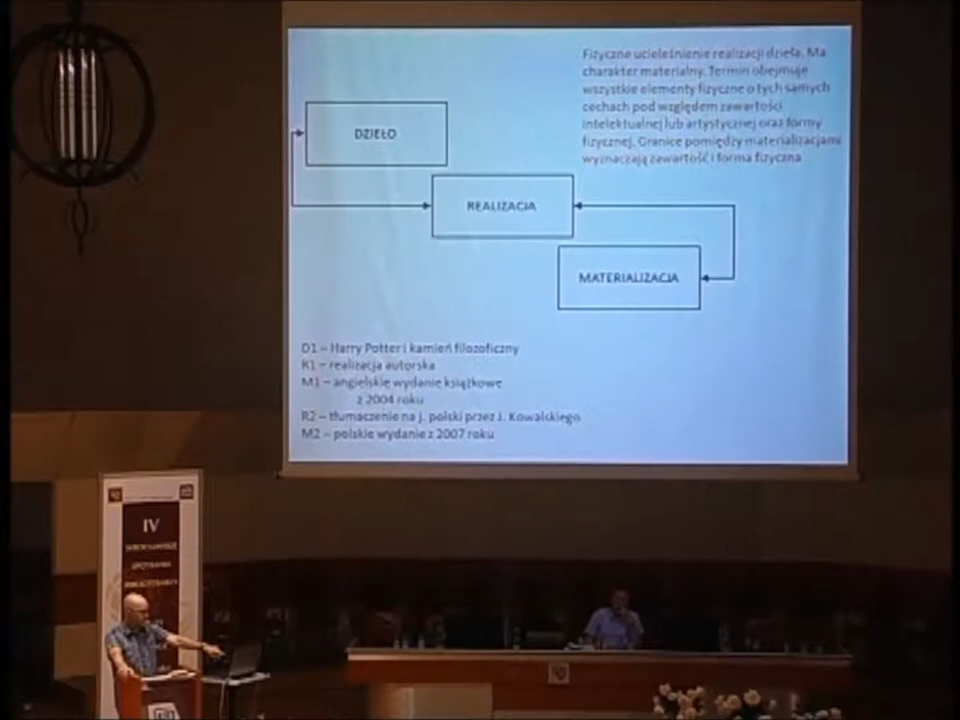 Fizyczne ucieleśnienie realizacji dzieła. Ma
charakter materialny. Termin obejmuje
wszystkie elementy fizyczne o tych samych
cechach pod względem zawartości
intelektualnej lub artystycznej oraz formy
fizycznej. Granice pomiędzy materializacjami
wyznaczają zawartość i forma fizyczna
DZIEŁO
REALIZACJA
MATERIALIZACJA
D1 – Harry Potter i kamień filozoficzny
R1 – realizacja autorska
M1 – angielskie wydanie książkowe
z 2004 roku
R2 – tłumaczenie na j. polski przez J. Kowalskiego
M2 – polskie wydanie z 2007 roku
IV
SPOTKANIA